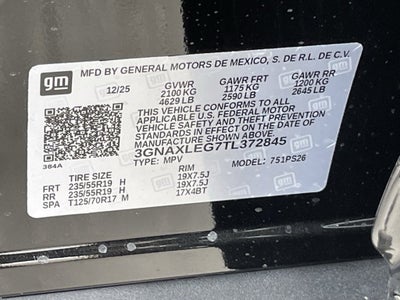 gm MFD BY GENERAL MOTORS DE MEXICO, S. DE R.L. DE C.V.
12/25 GVWR GAWR FRT GAWR RR
2100 KG 1175 KG 1200 KG
4629 LB 2590 LB 2645 LB
THIS VEHICLE CONFORMS TO ALL
APPLICABLE U.S. FEDERAL MOTOR
VEHICLE SAFETY AND THEFT PREVENTION
STANDARDS IN EFFECT ON THE DATE OF
MANUFACTURE SHOWN ABOVE.
3GNAXLEG7TL372845
384A TYPE: MPV MODEL: 751PS26
TIRE SIZE RIM
FRT 235/55R19 H 19X7.5J
RR 235/55R19 H 19X7.5J
SPA T125/70R17 M 17X4BT